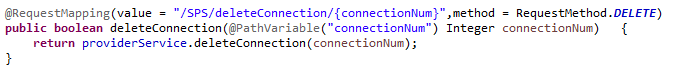 @RequestMapping(value = "/SPS/deleteConnection/{connectionNum}",method = RequestMethod.DELETE)
public boolean deleteConnection(@PathVariable("connectionNum") Integer connectionNum)   {
    return providerService.deleteConnection(connectionNum);
}